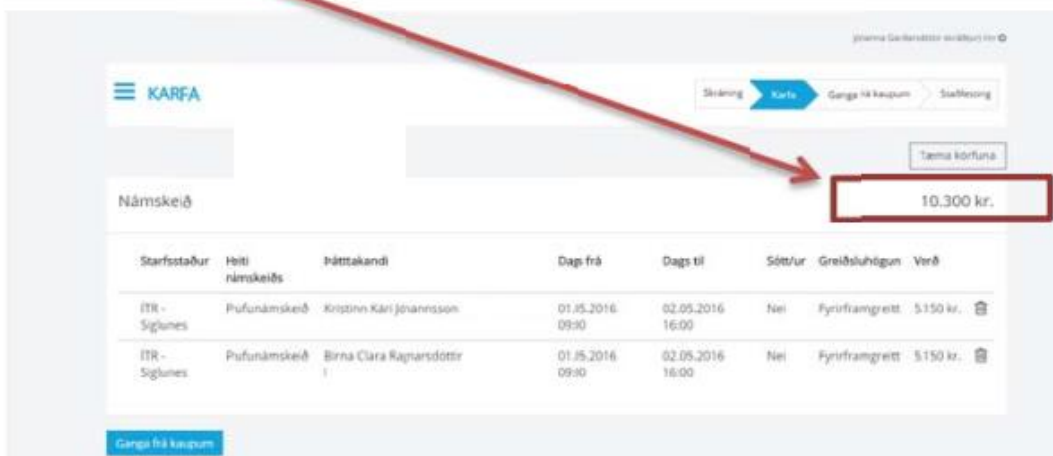 KARFA
Skráning Karfa Ganga frá kaupum Staðfesting
Tæma körfuna
Námskeið 10.300 kr.
Starfsstaður Heiti námskeiðs Þátttakandi Dags frá Dags til Sótt/ur Greiðsluhögun Verð
ÍTR - Siglunes Pufunámskeið Kristinn Kári Jóhannsson 01.05.2016 09:00 02.05.2016 16:00 Nei Fyrirframgreitt 5.150 kr.
ÍTR - Siglunes Pufunámskeið Birna Clara Ragnarsdóttir 01.05.2016 09:00 02.05.2016 16:00 Nei Fyrirframgreitt 5.150 kr.
Ganga frá kaupum